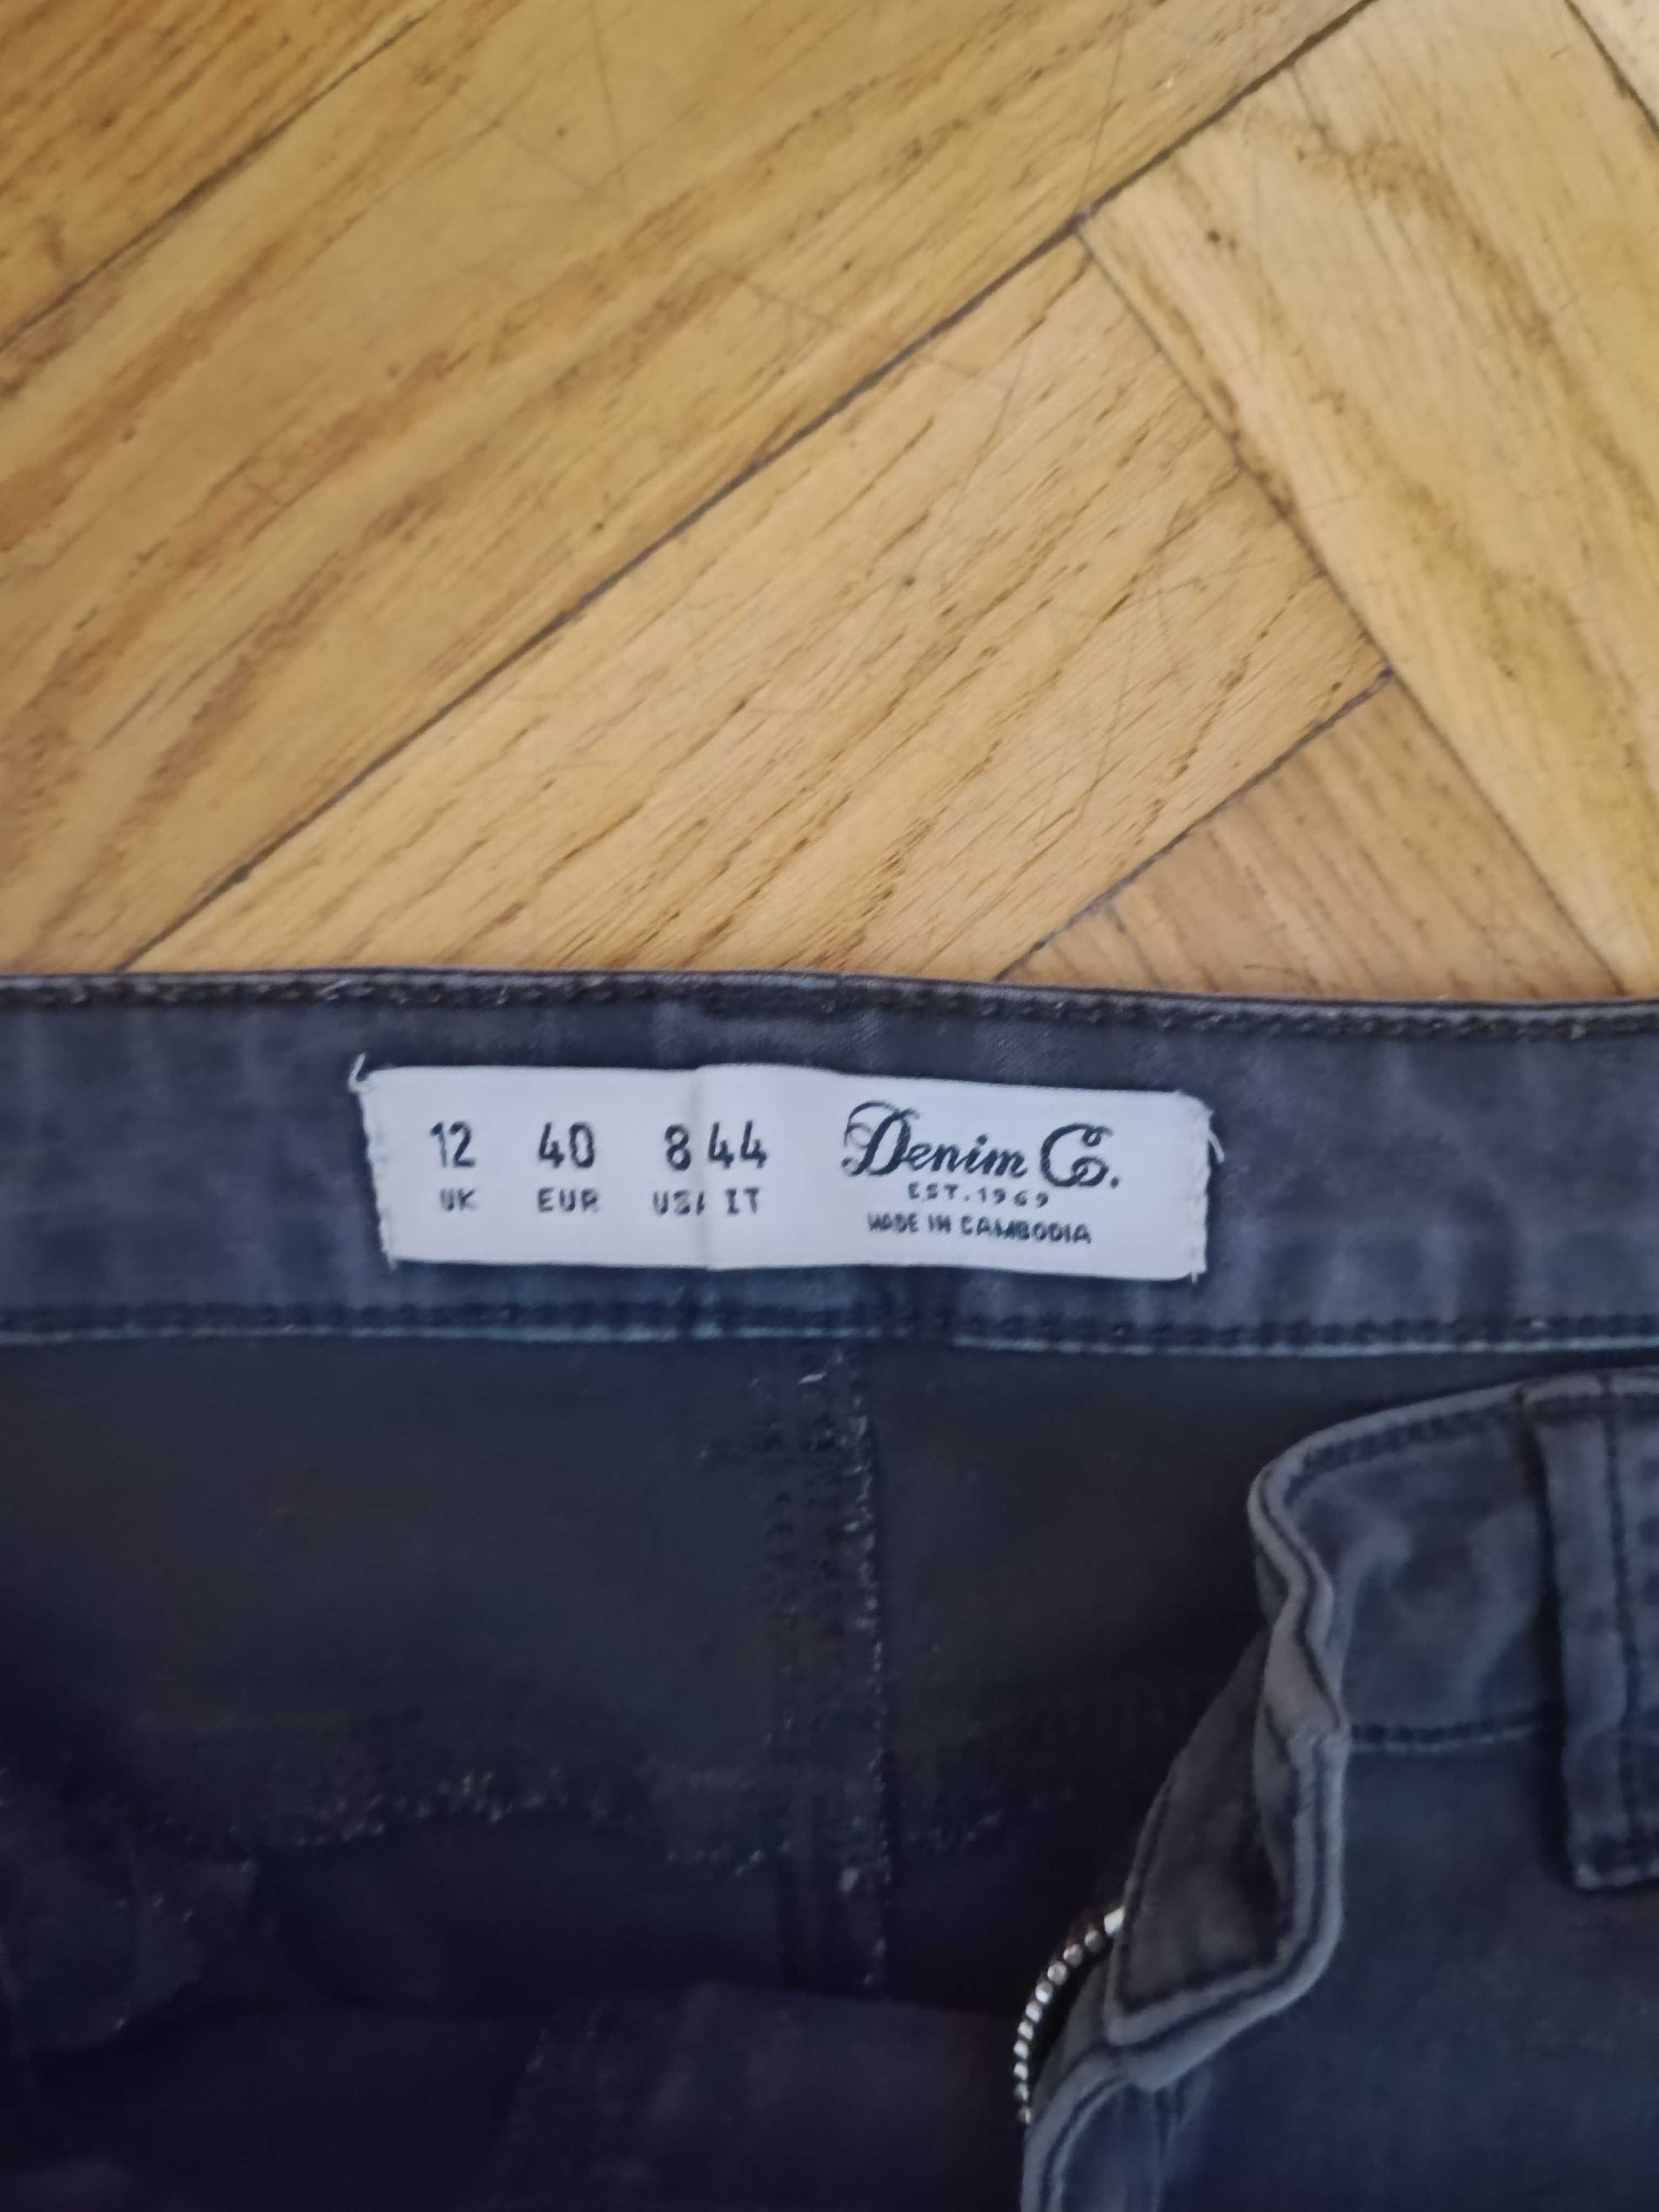 12 40 8 44
UK EUR USA IT
Denim Co.
EST.1969
MADE IN CAMBODIA